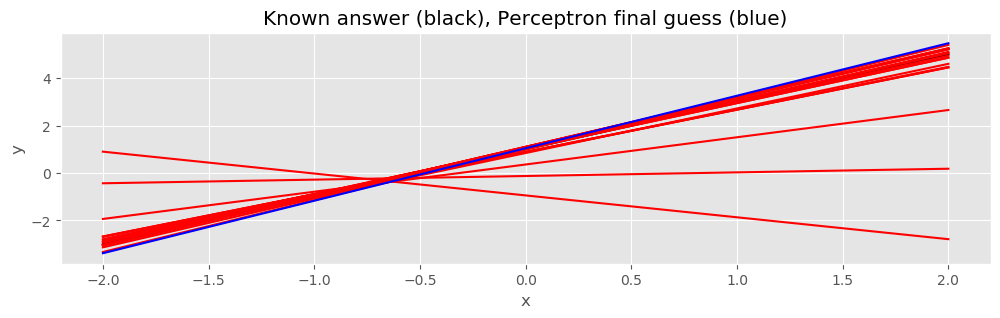 Known answer (black), Perceptron final guess (blue)
4
2
0
−2
y
−2.0 −1.5 −1.0 −0.5 0.0 0.5 1.0 1.5 2.0
x